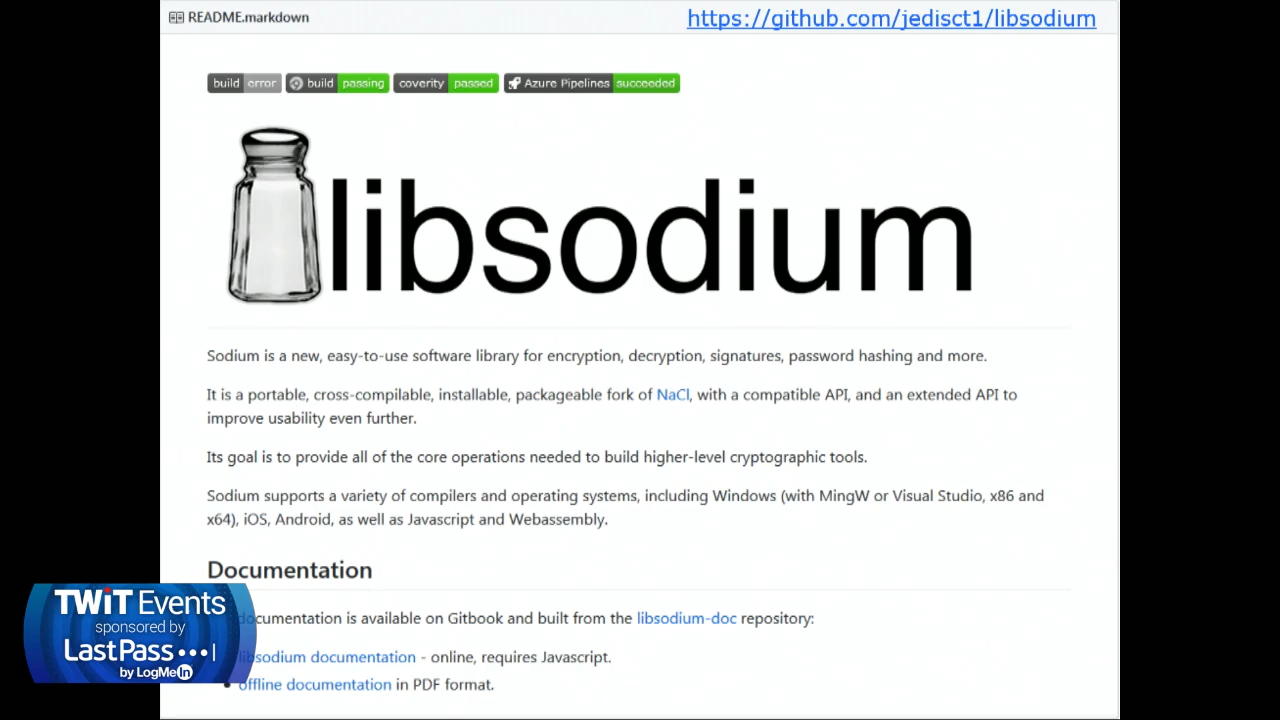 README.markdown
https://github.com/jedisct1/libsodium
build error build passing coverity passed Azure Pipelines succeeded
libsodium
Sodium is a new, easy-to-use software library for encryption, decryption, signatures, password hashing and more.
It is a portable, cross-compilable, installable, packageable fork of NaCl, with a compatible API, and an extended API to
improve usability even further.
Its goal is to provide all of the core operations needed to build higher-level cryptographic tools.
Sodium supports a variety of compilers and operating systems, including Windows (with MingW or Visual Studio, x86 and
x64), iOS, Android, as well as Javascript and Webassembly.
Documentation
documentation is available on Gitbook and built from the libsodium-doc repository:
libsodium documentation - online, requires Javascript.
offline documentation in PDF format.
TWiT Events
sponsored by
LastPass •••|
by LogMeIn